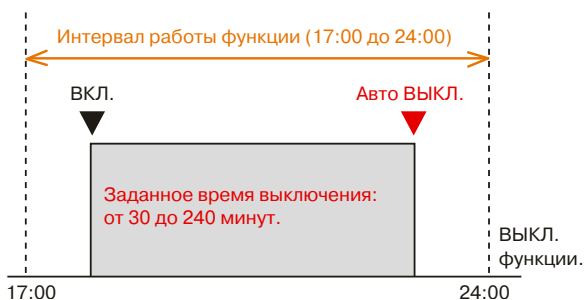 Интервал работы функции (17:00 до 24:00)
ВКЛ.
Авто ВЫКЛ.
Заданное время выключения:
от 30 до 240 минут.
ВЫКЛ.
функции.
17:00
24:00